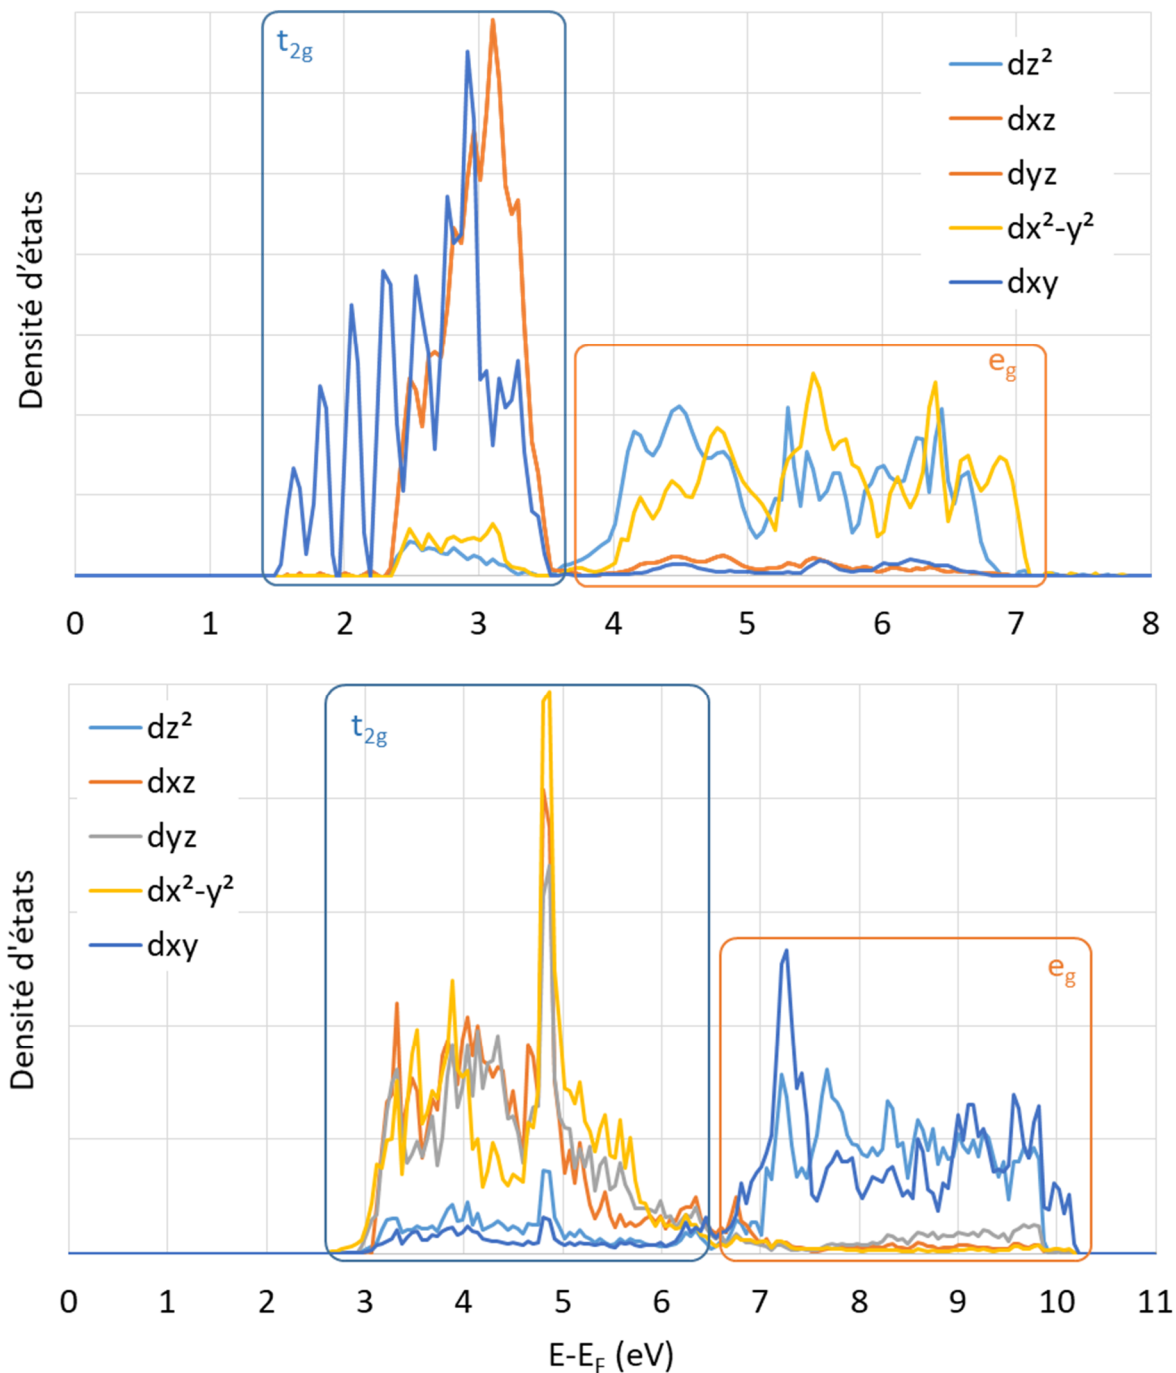 t2g
dz²
dxz
dyz
dx²-y²
dxy
eg
Densité d’états
0 1 2 3 4 5 6 7 8
t2g
dz²
dxz
dyz
dx²-y²
dxy
eg
Densité d'états
0 1 2 3 4 5 6 7 8 9 10 11
E-EF (eV)